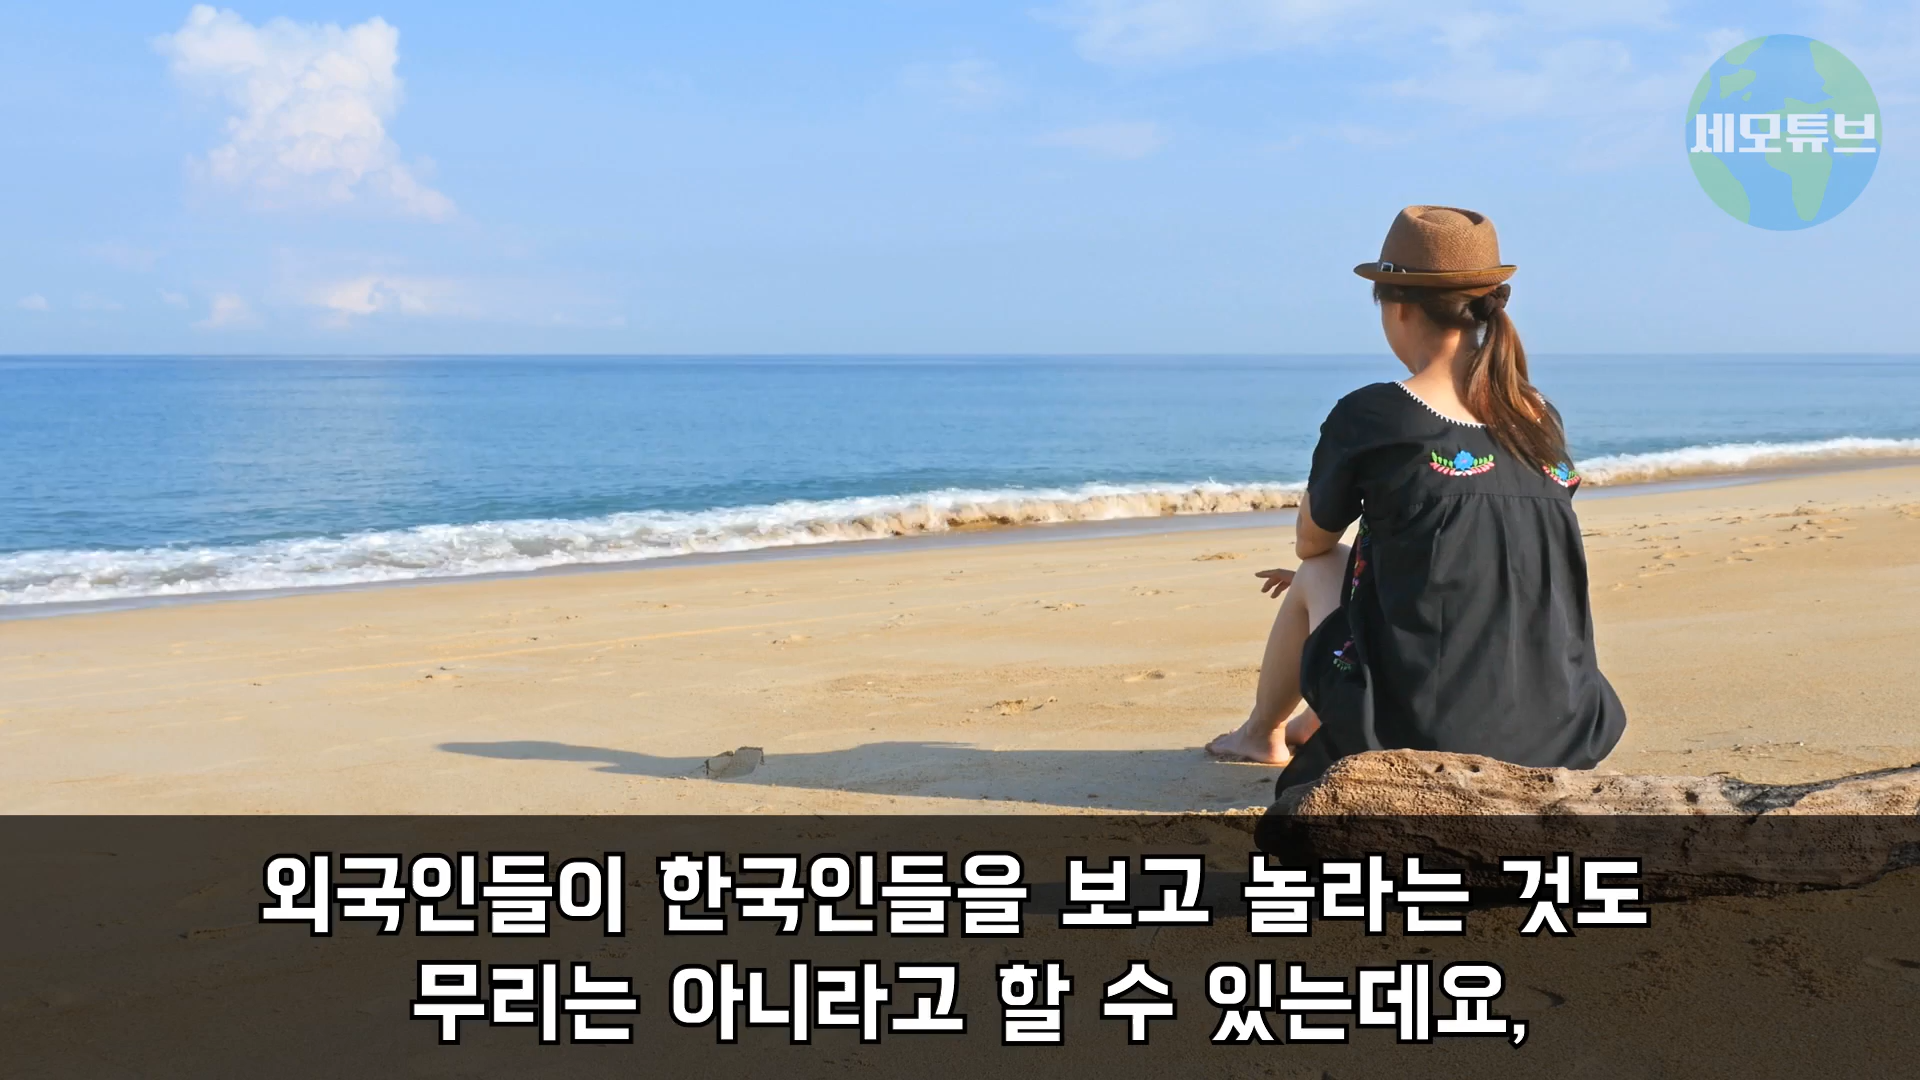 세모튜브
외국인들이 한국인들을 보고 놀라는 것도
무리는 아니라고 할 수 있는데요,